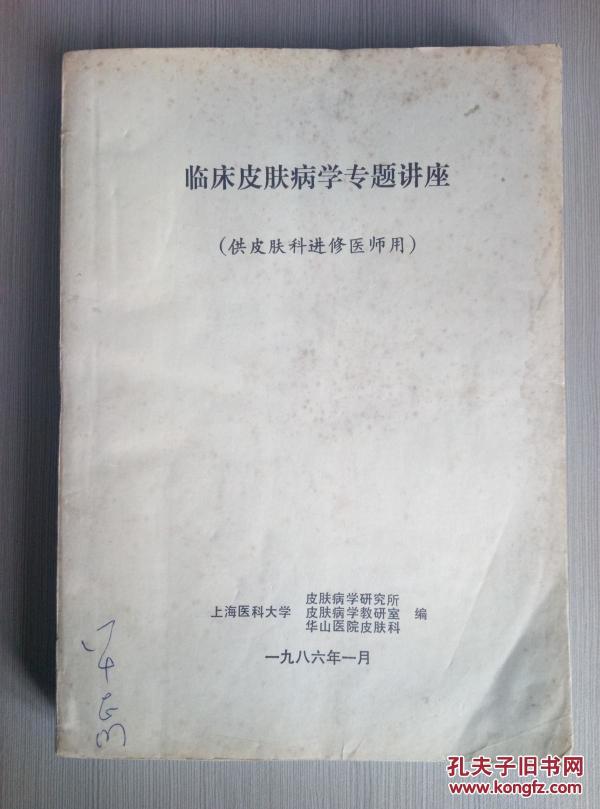 临床皮肤病学专题讲座
(供皮肤科进修医师用)
皮肤病学研究所
上海医科大学 皮肤病学教研室 编
华山医院皮肤科
一九八六年一月
孔夫子旧书网
www.kongfz.com